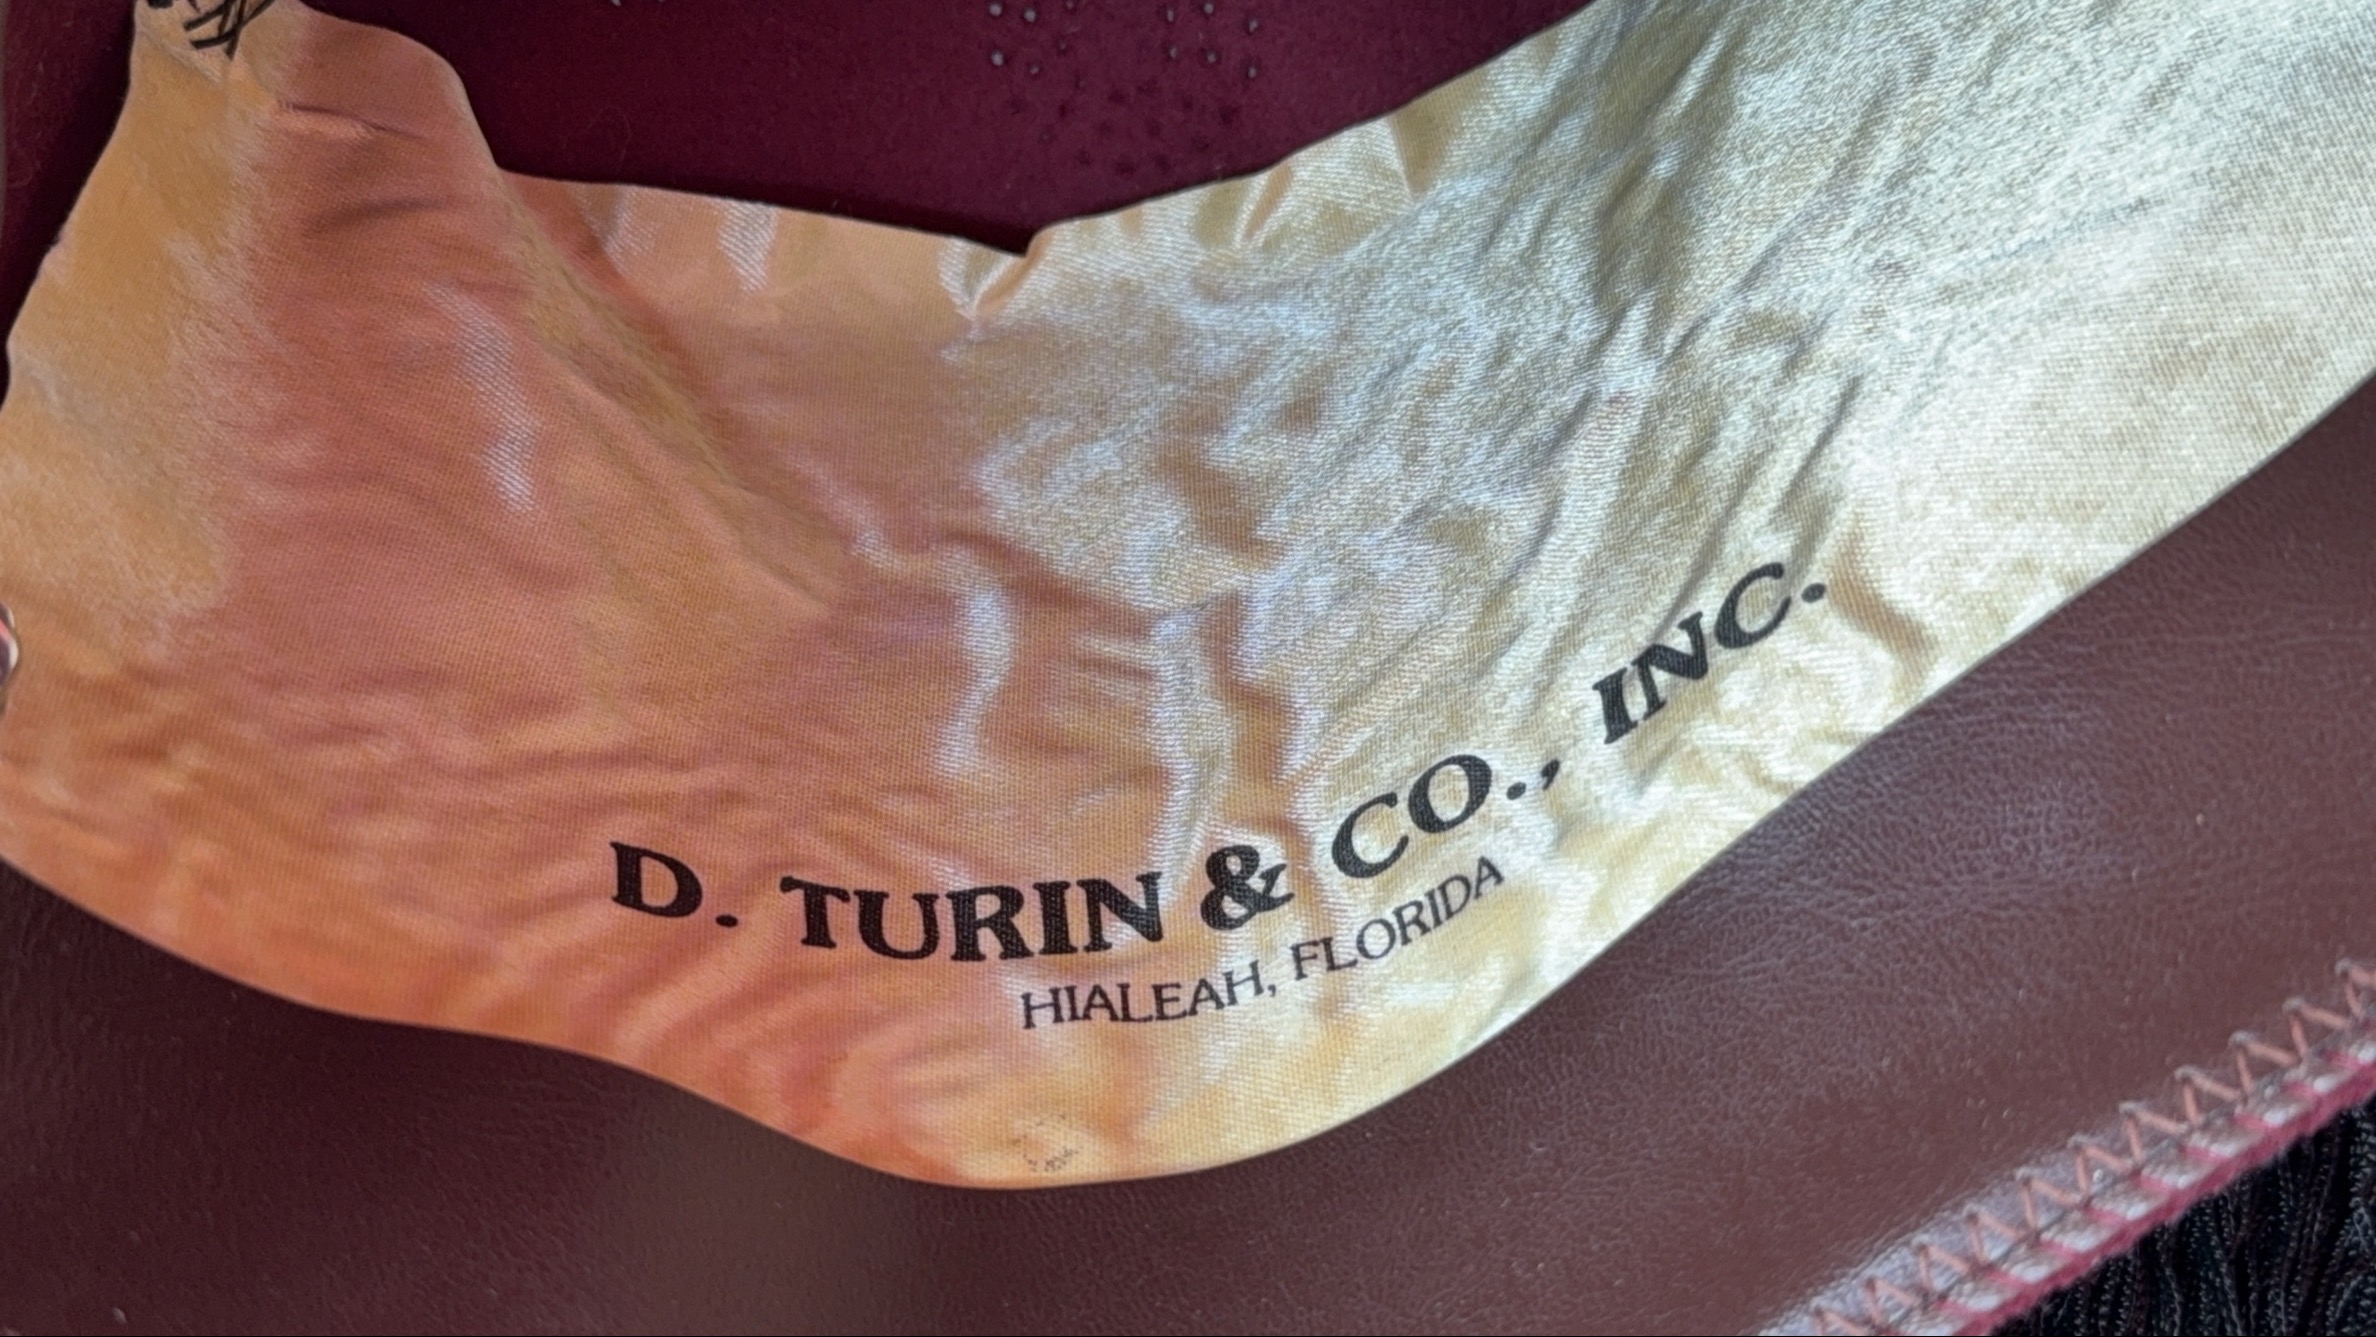 D. TURIN & CO., INC.
HIALEAH, FLORIDA